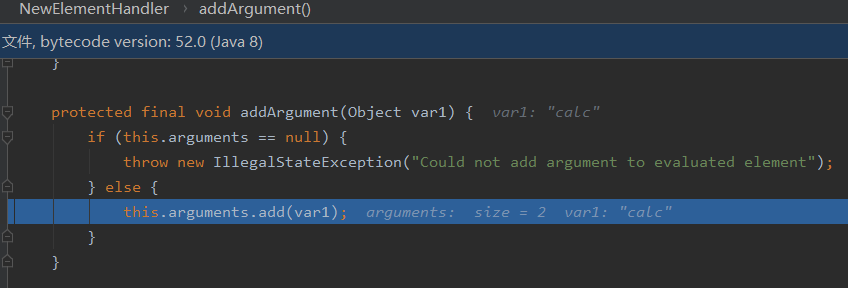 NewElementHandler › addArgument()
文件, bytecode version: 52.0 (Java 8)
}
protected final void addArgument(Object var1) { var1: "calc"
if (this.arguments == null) {
throw new IllegalStateException("Could not add argument to evaluated element");
} else {
this.arguments.add(var1); arguments: size = 2 var1: "calc"
}
}